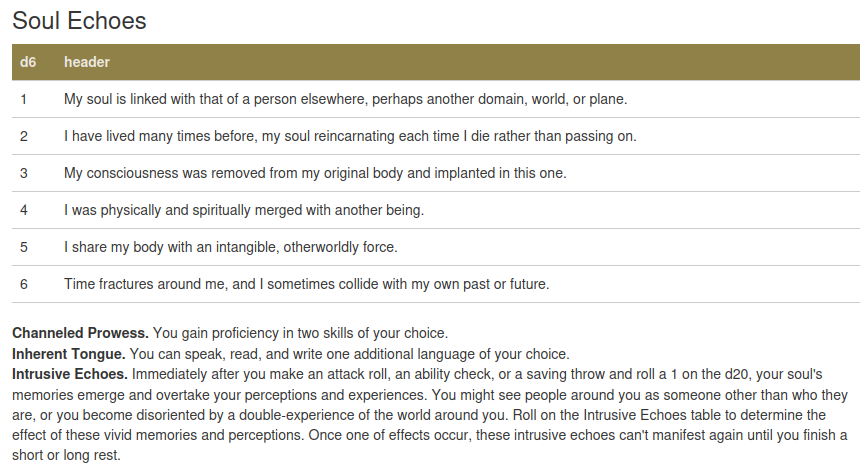 Soul Echoes
d6 header
1 My soul is linked with that of a person elsewhere, perhaps another domain, world, or plane.
2 I have lived many times before, my soul reincarnating each time I die rather than passing on.
3 My consciousness was removed from my original body and implanted in this one.
4 I was physically and spiritually merged with another being.
5 I share my body with an intangible, otherworldly force.
6 Time fractures around me, and I sometimes collide with my own past or future.
Channeled Prowess. You gain proficiency in two skills of your choice.
Inherent Tongue. You can speak, read, and write one additional language of your choice.
Intrusive Echoes. Immediately after you make an attack roll, an ability check, or a saving throw and roll a 1 on the d20, your soul's
memories emerge and overtake your perceptions and experiences. You might see people around you as someone other than who they
are, or you become disoriented by a double-experience of the world around you. Roll on the Intrusive Echoes table to determine the
effect of these vivid memories and perceptions. Once one of effects occur, these intrusive echoes can't manifest again until you finish a
short or long rest.